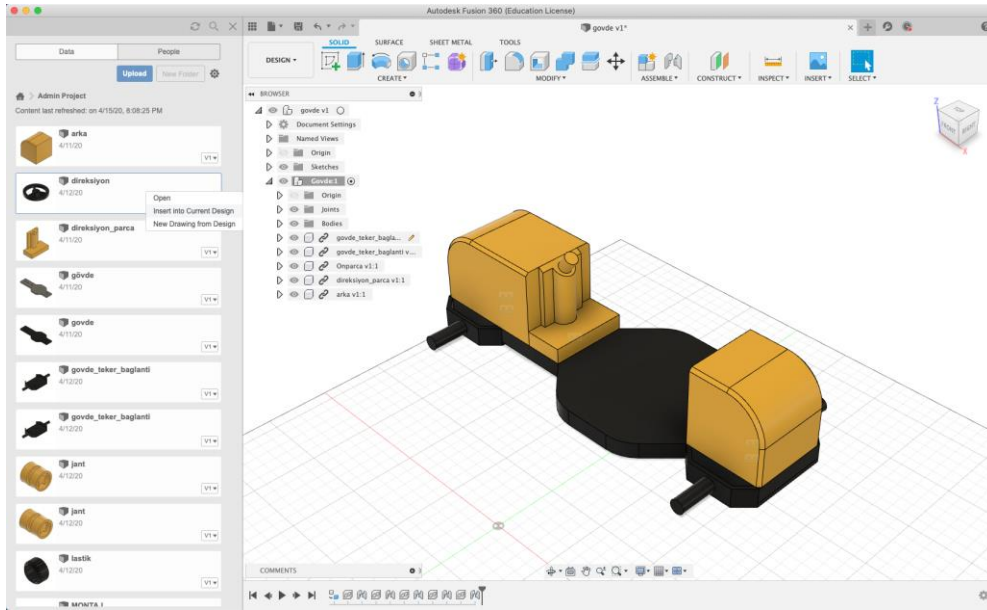 Autodesk Fusion 360 (Education License)
govde v1*
Data
People
Upload
New Folder
Admin Project
Content last refreshed: on 4/15/20, 8:08:25 PM
arka
4/11/20
V1
direksiyon
4/12/20
Open
Insert into Current Design
New Drawing from Design
direksiyon_parca
4/11/20
V1
gövde
4/11/20
V1
govde
4/11/20
V1
govde_teker_baglanti
4/12/20
V1
govde_teker_baglanti
4/12/20
V1
jant
4/12/20
V1
jant
4/12/20
V1
lastik
4/12/20
V1
DESIGN
SOLID
SURFACE
SHEET METAL
TOOLS
CREATE
MODIFY
ASSEMBLE
CONSTRUCT
INSPECT
INSERT
SELECT
BROWSER
govde v1
Document Settings
Named Views
Origin
Sketches
Govde:1
Origin
Joints
Bodies
govde_teker_bagla...
govde_teker_baglanti v...
Onparca v1:1
direksiyon_parca v1:1
arka v1:1
Z
TOP
FRONT
RIGHT
X
COMMENTS